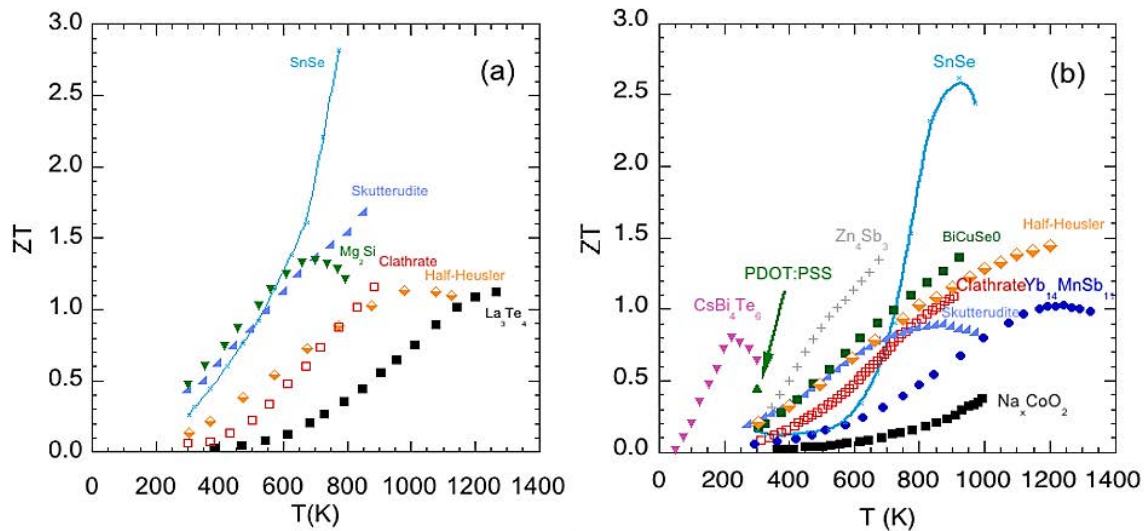 3.0
(a)
SnSe
2.5
2.0
Skutterudite
ZT
1.5
Mg2Si
Clathrate
Half-Heusler
1.0
La3Te4
0.5
0.0
0 200 400 600 800 1000 1200 1400
T(K)
3.0
(b)
SnSe
2.5
2.0
ZT
Half-Heusler
Zn4Sb3
BiCuSe0
1.5
PDOT:PSS
CsBi4Te6
Clathrate Yb14MnSb11
1.0
Skutterudite
0.5
NaxCoO2
0.0
0 200 400 600 800 1000 1200 1400
T (K)